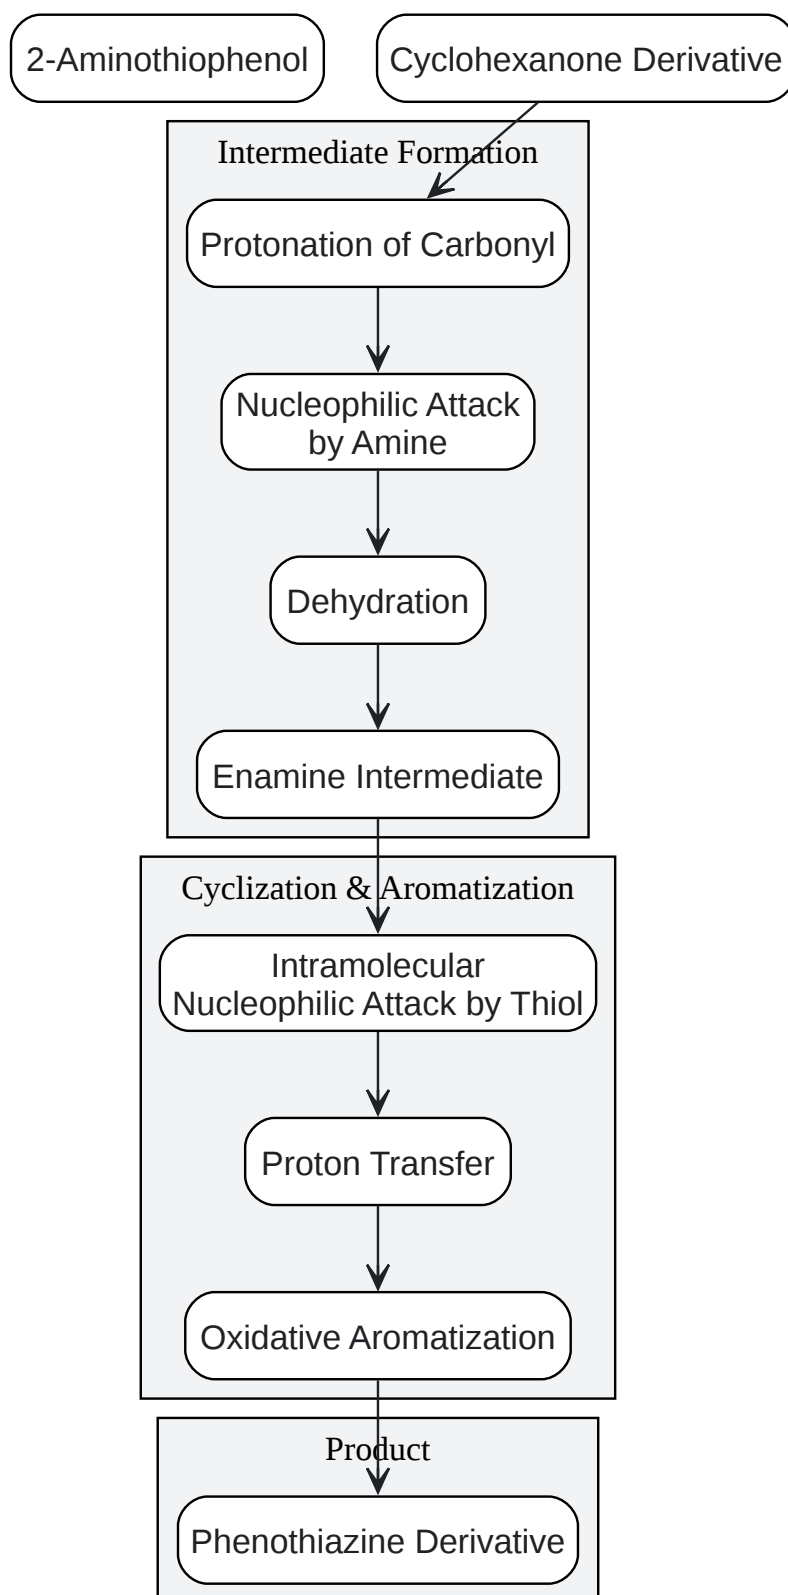 2-Aminothiophenol
Cyclohexanone Derivative
Intermediate Formation
Protonation of Carbonyl
Nucleophilic Attack
by Amine
Dehydration
Enamine Intermediate
Cyclization & Aromatization
Intramolecular
Nucleophilic Attack by Thiol
Proton Transfer
Oxidative Aromatization
Product
Phenothiazine Derivative